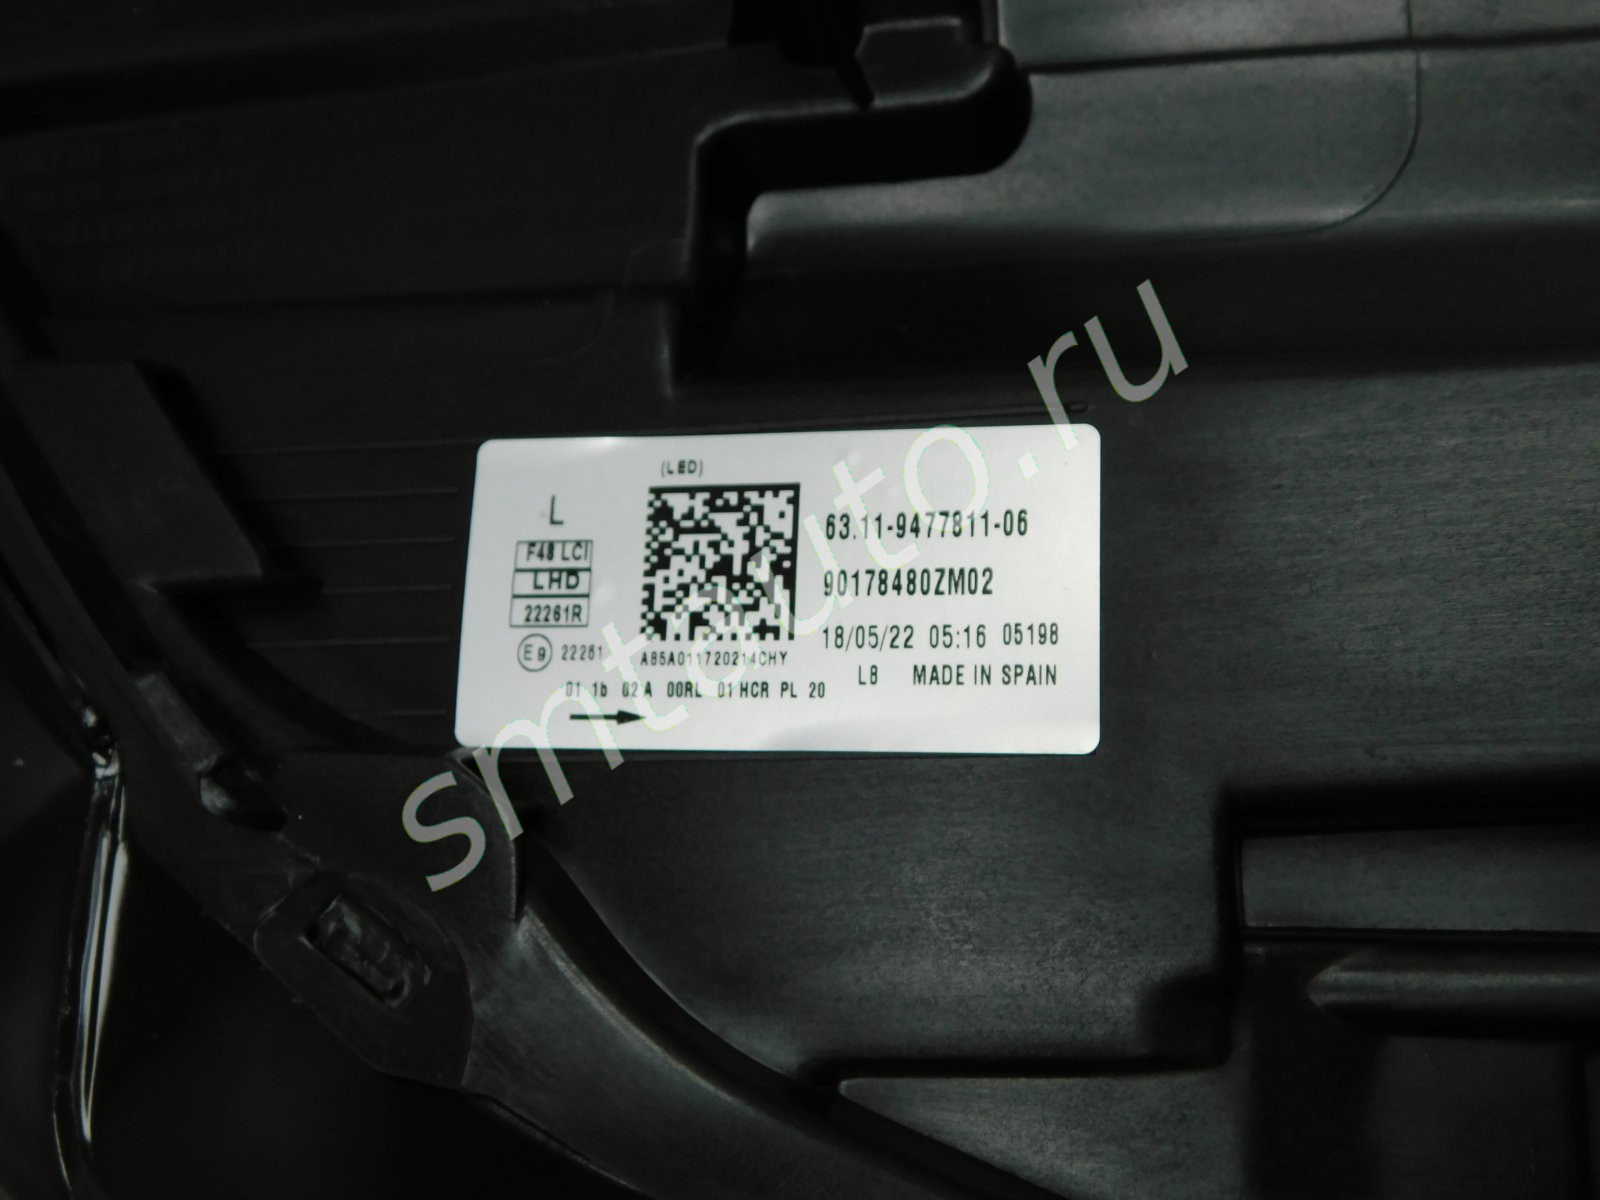 (LED)
L
F48 LCI
LHD
22261R
E9 22261
A85A011720214CHY
01 1b 02 A 00RL 01 HCR PL 20
63.11-9477811-06
90178480ZM02
18/05/22 05:16 05198
L8 MADE IN SPAIN
smtauto.ru